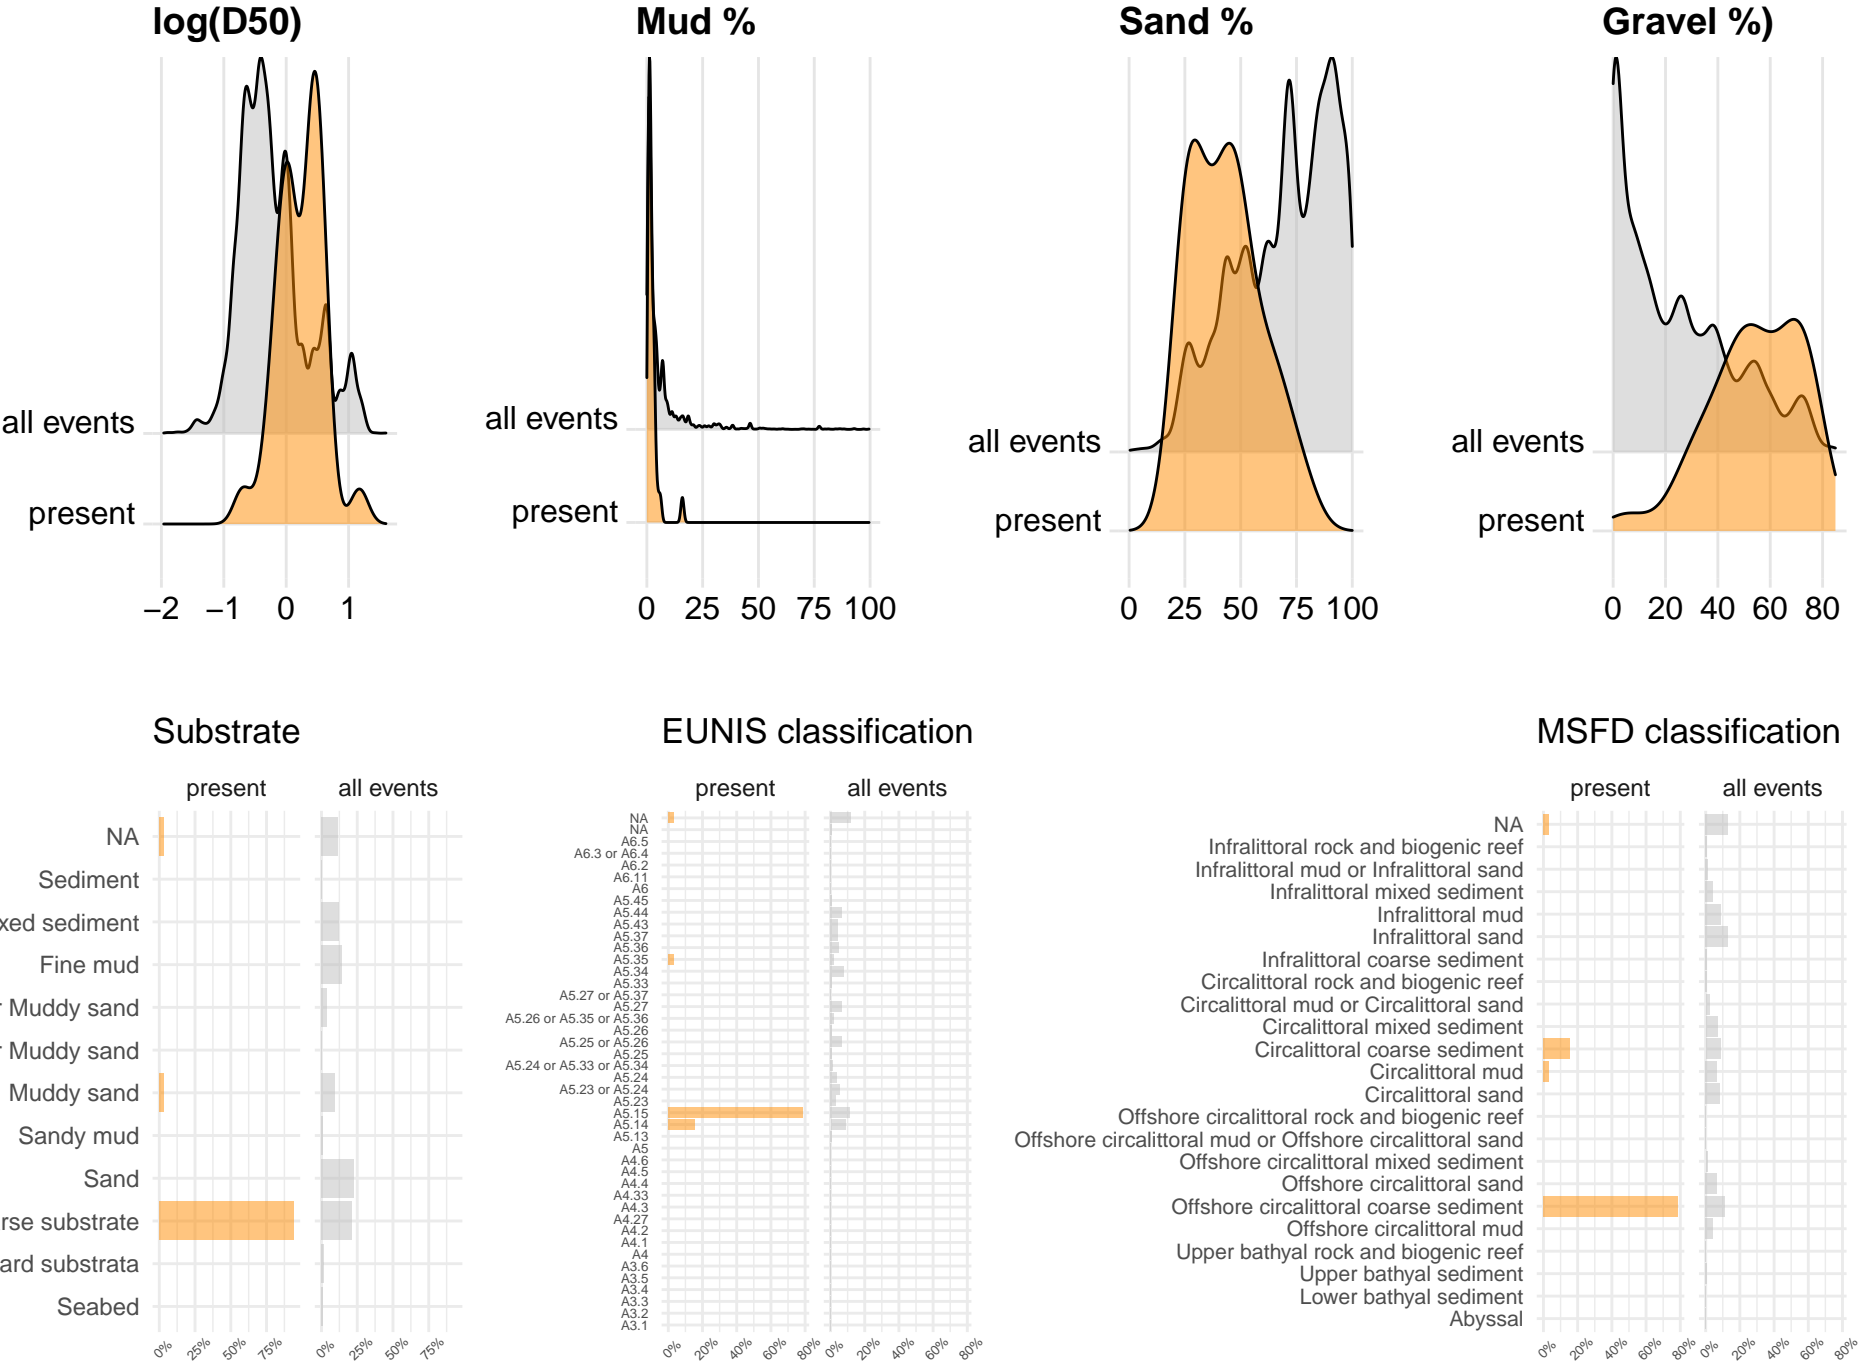 log(D50)
Mud %
Sand %
Gravel %)
all events
present
−2 −1 0 1
all events
present
0 25 50 75 100
all events
present
0 25 50 75 100
all events
present
0 20 40 60 80
Substrate
present all events
NA
Sediment
xed sediment
Fine mud
r Muddy sand
r Muddy sand
Muddy sand
Sandy mud
Sand
rse substrate
ard substrata
Seabed
0% 25% 50% 75% 0% 25% 50% 75%
EUNIS classification
present all events
NA
NA
A6.5
A6.3 or A6.4
A6.2
A6.11
A6
A5.45
A5.44
A5.43
A5.37
A5.36
A5.35
A5.34
A5.33
A5.27 or A5.37
A5.27
A5.26 or A5.35 or A5.36
A5.26
A5.25 or A5.26
A5.25
A5.24 or A5.33 or A5.34
A5.24
A5.23 or A5.24
A5.23
A5.15
A5.14
A5.13
A5
A4.6
A4.5
A4.4
A4.33
A4.3
A4.27
A4.2
A4.1
A4
A3.6
A3.5
A3.4
A3.3
A3.2
A3.1
0% 20% 40% 60% 80% 0% 20% 40% 60% 80%
MSFD classification
present all events
NA
Infralittoral rock and biogenic reef
Infralittoral mud or Infralittoral sand
Infralittoral mixed sediment
Infralittoral mud
Infralittoral sand
Infralittoral coarse sediment
Circalittoral rock and biogenic reef
Circalittoral mud or Circalittoral sand
Circalittoral mixed sediment
Circalittoral coarse sediment
Circalittoral mud
Circalittoral sand
Offshore circalittoral rock and biogenic reef
Offshore circalittoral mud or Offshore circalittoral sand
Offshore circalittoral mixed sediment
Offshore circalittoral sand
Offshore circalittoral coarse sediment
Offshore circalittoral mud
Upper bathyal rock and biogenic reef
Upper bathyal sediment
Lower bathyal sediment
Abyssal
0% 20% 40% 60% 80% 0% 20% 40% 60% 80%